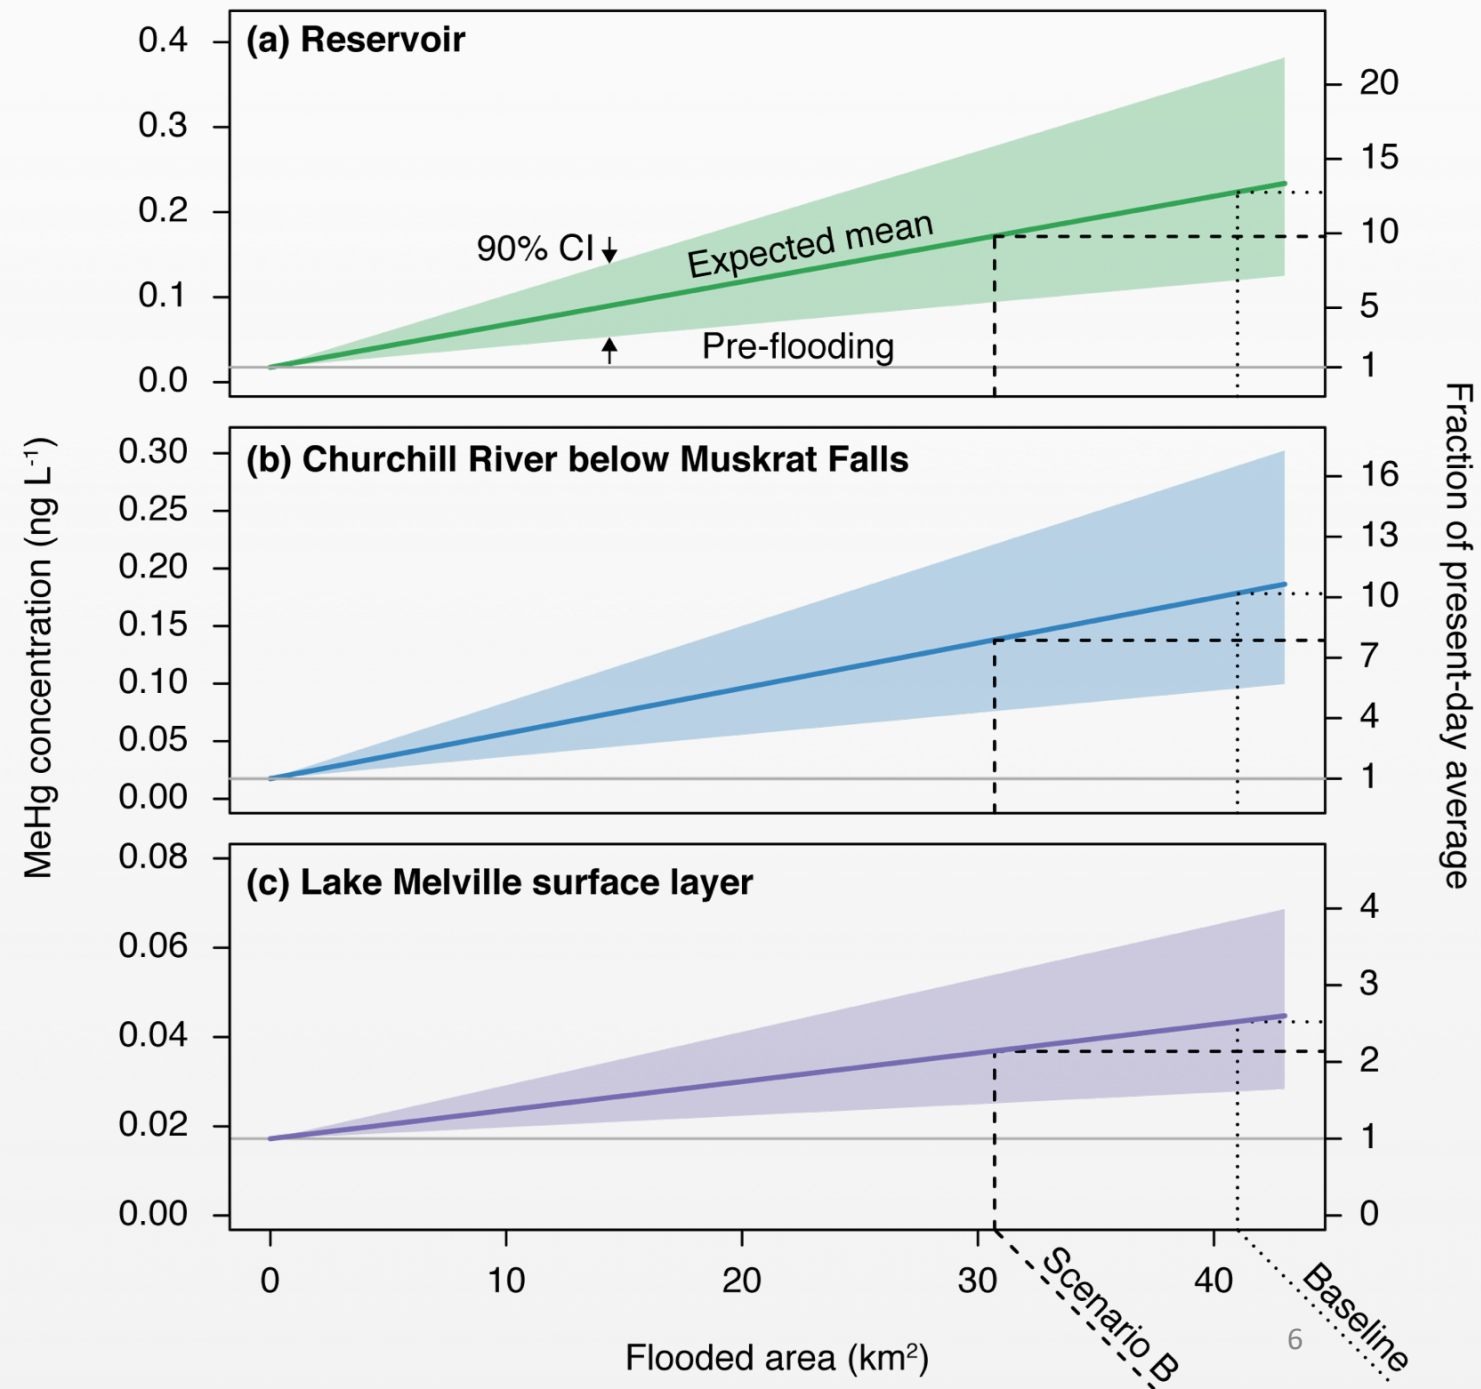 (a) Reservoir
0.4
0.3
0.2
0.1
0.0
20
15
10
5
1
90% CI
Expected mean
Pre-flooding
MeHg concentration (ng L⁻¹)
Fraction of present-day average
(b) Churchill River below Muskrat Falls
0.30
0.25
0.20
0.15
0.10
0.05
0.00
16
13
10
7
4
1
(c) Lake Melville surface layer
0.08
0.06
0.04
0.02
0.00
4
3
2
1
0
0 10 20 30 40
Scenario B
Baseline
Flooded area (km²)
6